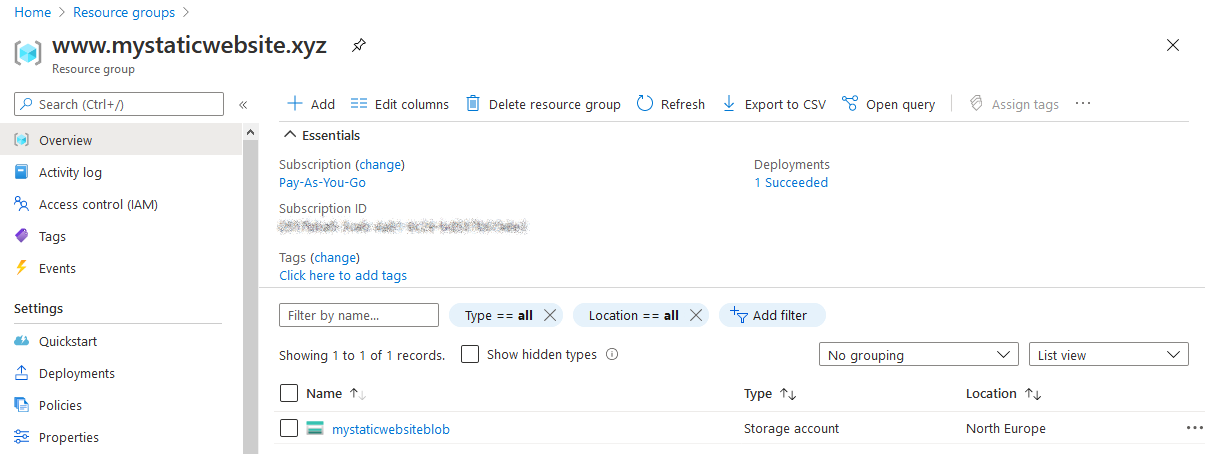 Home > Resource groups >
www.mystaticwebsite.xyz
Resource group
Search (Ctrl+/)
Overview
Activity log
Access control (IAM)
Tags
Events
Settings
Quickstart
Deployments
Policies
Properties
Add Edit columns Delete resource group Refresh Export to CSV Open query Assign tags ...
Essentials
Subscription (change)
Pay-As-You-Go
Deployments
1 Succeeded
Subscription ID
Tags (change)
Click here to add tags
Filter by name... Type == all Location == all Add filter
Showing 1 to 1 of 1 records. Show hidden types No grouping List view
Name Type Location
mystaticwebsiteblob Storage account North Europe ...